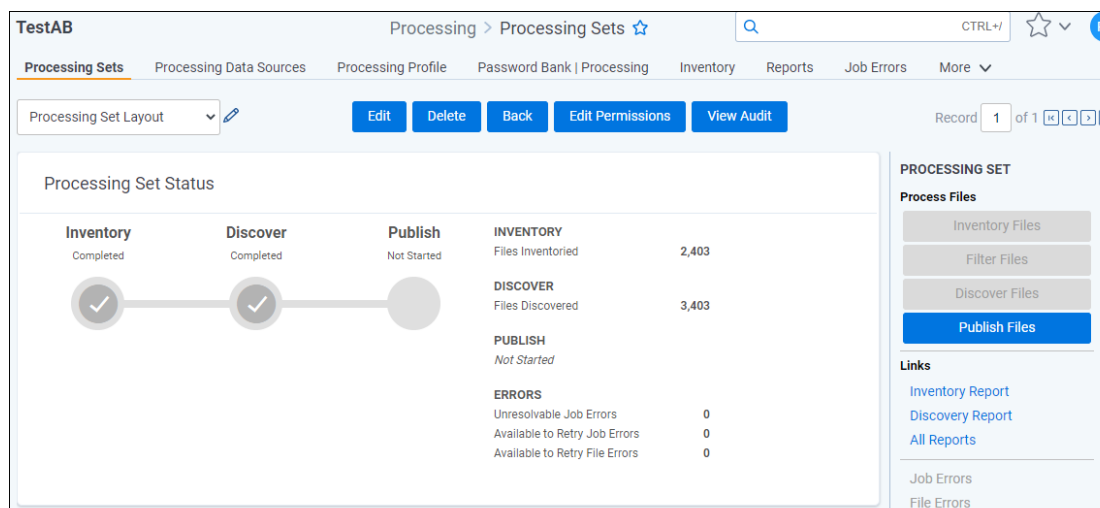 TestAB
Processing > Processing Sets
CTRL+/
Processing Sets Processing Data Sources Processing Profile Password Bank | Processing Inventory Reports Job Errors More
Processing Set Layout
Edit Delete Back Edit Permissions View Audit
Record 1 of 1
Processing Set Status
Inventory
Completed
Discover
Completed
Publish
Not Started
INVENTORY
Files Inventoried 2,403
DISCOVER
Files Discovered 3,403
PUBLISH
Not Started
ERRORS
Unresolvable Job Errors 0
Available to Retry Job Errors 0
Available to Retry File Errors 0
PROCESSING SET
Process Files
Inventory Files
Filter Files
Discover Files
Publish Files
Links
Inventory Report
Discovery Report
All Reports
Job Errors
File Errors